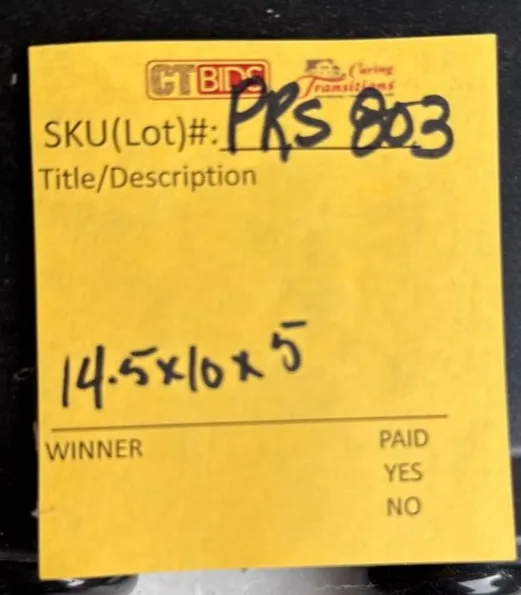 CTBIDS Caring Transitions
SKU(Lot)#: PRS 803
Title/Description
14.5x10x5
WINNER PAID
YES
NO